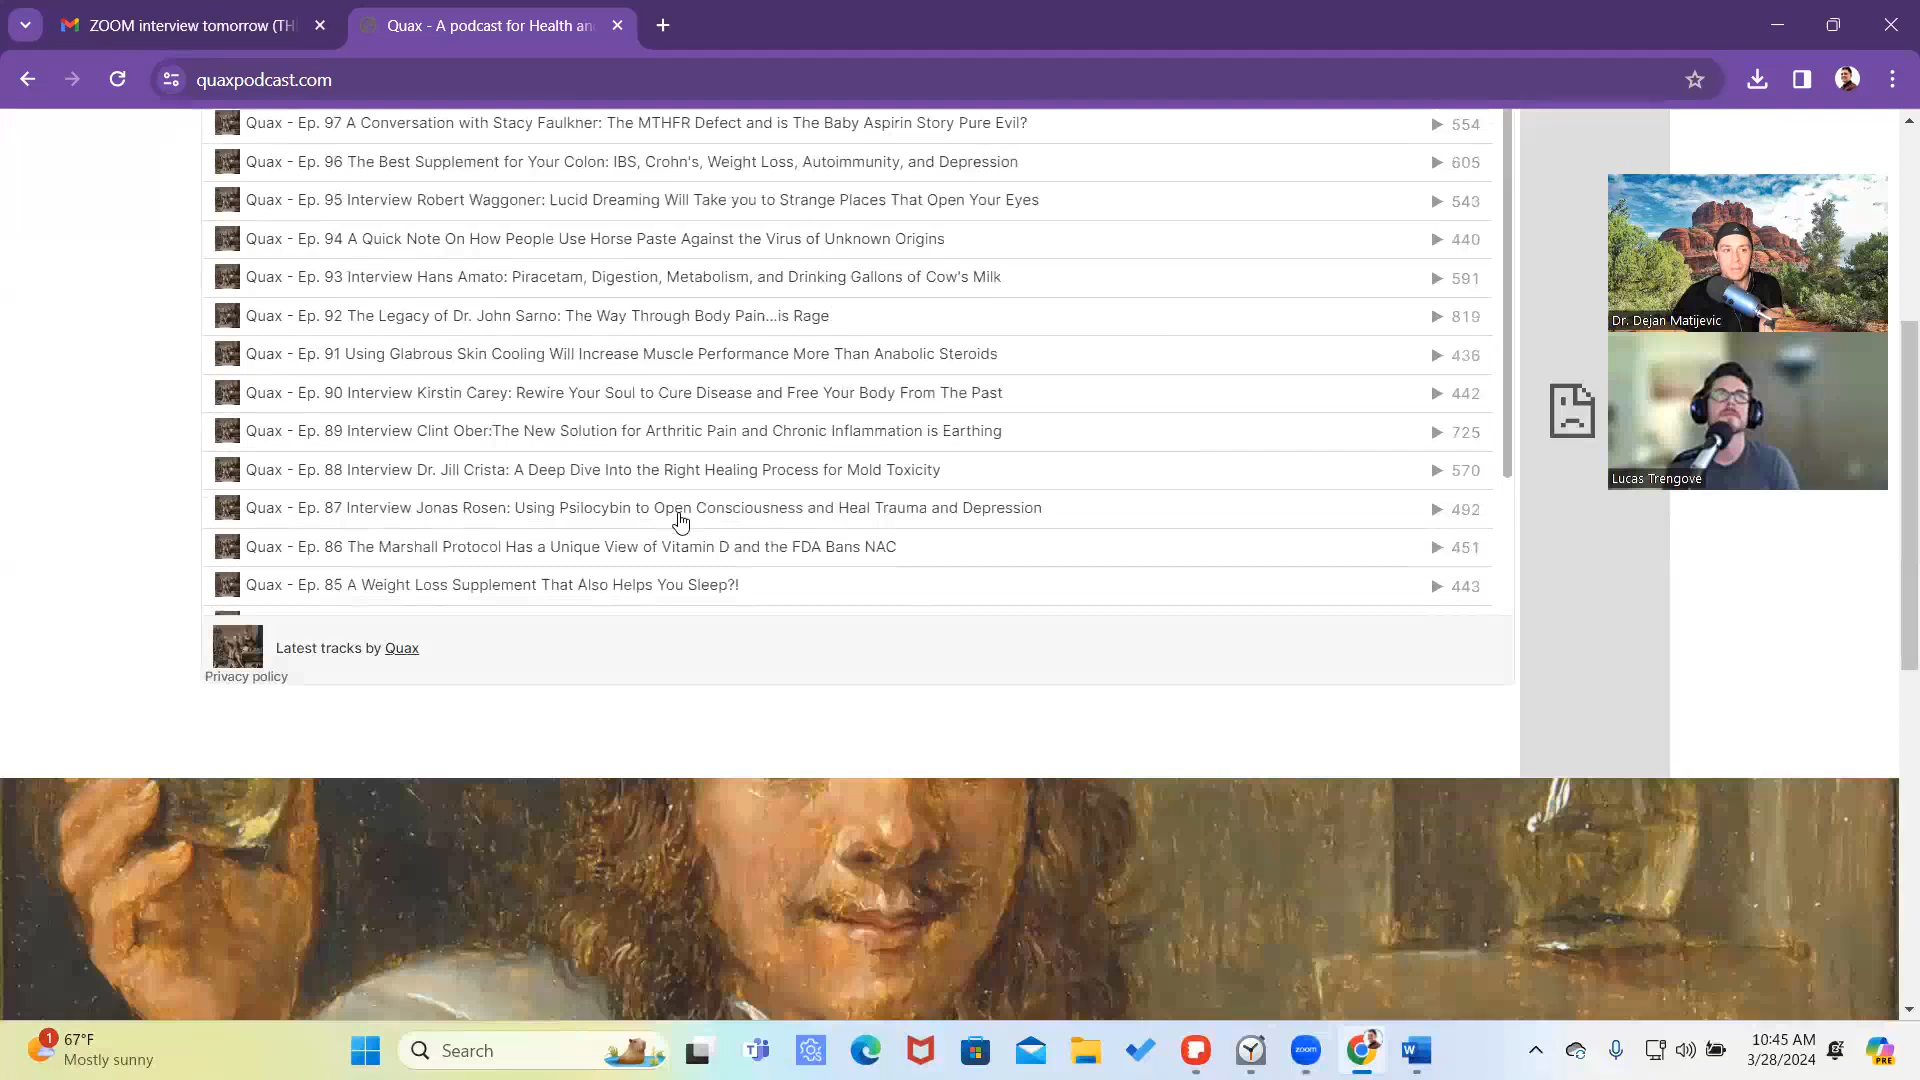 ZOOM interview tomorrow (TH
Quax - A podcast for Health an
quaxpodcast.com
Quax - Ep. 97 A Conversation with Stacy Faulkner: The MTHFR Defect and is The Baby Aspirin Story Pure Evil?
554
Quax - Ep. 96 The Best Supplement for Your Colon: IBS, Crohn's, Weight Loss, Autoimmunity, and Depression
605
Quax - Ep. 95 Interview Robert Waggoner: Lucid Dreaming Will Take you to Strange Places That Open Your Eyes
543
Quax - Ep. 94 A Quick Note On How People Use Horse Paste Against the Virus of Unknown Origins
440
Quax - Ep. 93 Interview Hans Amato: Piracetam, Digestion, Metabolism, and Drinking Gallons of Cow's Milk
591
Quax - Ep. 92 The Legacy of Dr. John Sarno: The Way Through Body Pain...is Rage
819
Quax - Ep. 91 Using Glabrous Skin Cooling Will Increase Muscle Performance More Than Anabolic Steroids
436
Quax - Ep. 90 Interview Kirstin Carey: Rewire Your Soul to Cure Disease and Free Your Body From The Past
442
Quax - Ep. 89 Interview Clint Ober:The New Solution for Arthritic Pain and Chronic Inflammation is Earthing
725
Quax - Ep. 88 Interview Dr. Jill Crista: A Deep Dive Into the Right Healing Process for Mold Toxicity
570
Quax - Ep. 87 Interview Jonas Rosen: Using Psilocybin to Open Consciousness and Heal Trauma and Depression
492
Quax - Ep. 86 The Marshall Protocol Has a Unique View of Vitamin D and the FDA Bans NAC
451
Quax - Ep. 85 A Weight Loss Supplement That Also Helps You Sleep?!
443
Latest tracks by Quax
Privacy policy
Dr. Dejan Matijevic
Lucas Trengove
1
67°F
Mostly sunny
Search
zoom
W
10:45 AM
3/28/2024
PRE